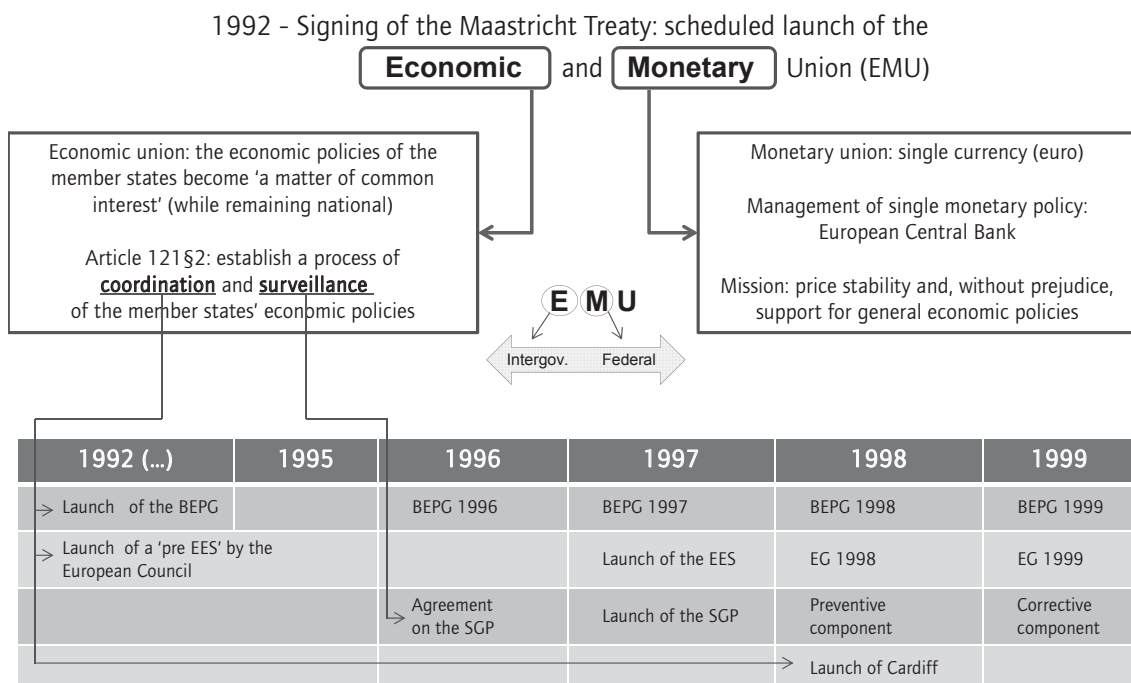 1992 - Signing of the Maastricht Treaty: scheduled launch of the
Economic and Monetary Union (EMU)
Economic union: the economic policies of the
member states become ‘a matter of common
interest’ (while remaining national)
Article 121§2: establish a process of
coordination and surveillance
of the member states’ economic policies
Monetary union: single currency (euro)
Management of single monetary policy:
European Central Bank
Mission: price stability and, without prejudice,
support for general economic policies
E M U
Intergov. Federal
1992 (...) 1995 1996 1997 1998 1999
Launch of the BEPG BEPG 1996 BEPG 1997 BEPG 1998 BEPG 1999
Launch of a ‘pre EES’ by the
European Council
Launch of the EES EG 1998 EG 1999
Agreement
on the SGP
Launch of the SGP
Preventive
component
Corrective
component
Launch of Cardiff